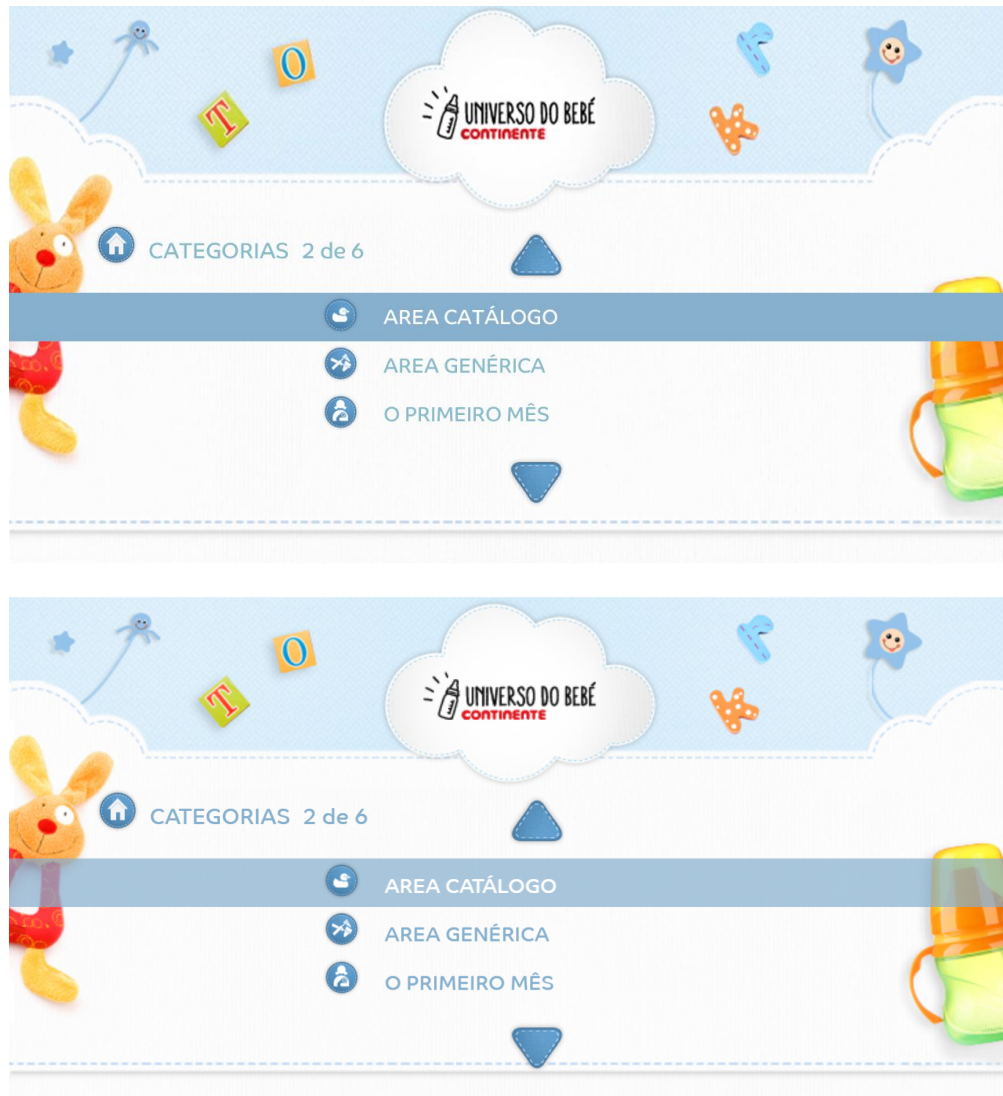 O
T
UNIVERSO DO BEBÉ
CONTINENTE
CATEGORIAS 2 de 6
AREA CATÁLOGO
AREA GENÉRICA
O PRIMEIRO MÊS
O
T
UNIVERSO DO BEBÉ
CONTINENTE
CATEGORIAS 2 de 6
AREA CATÁLOGO
AREA GENÉRICA
O PRIMEIRO MÊS